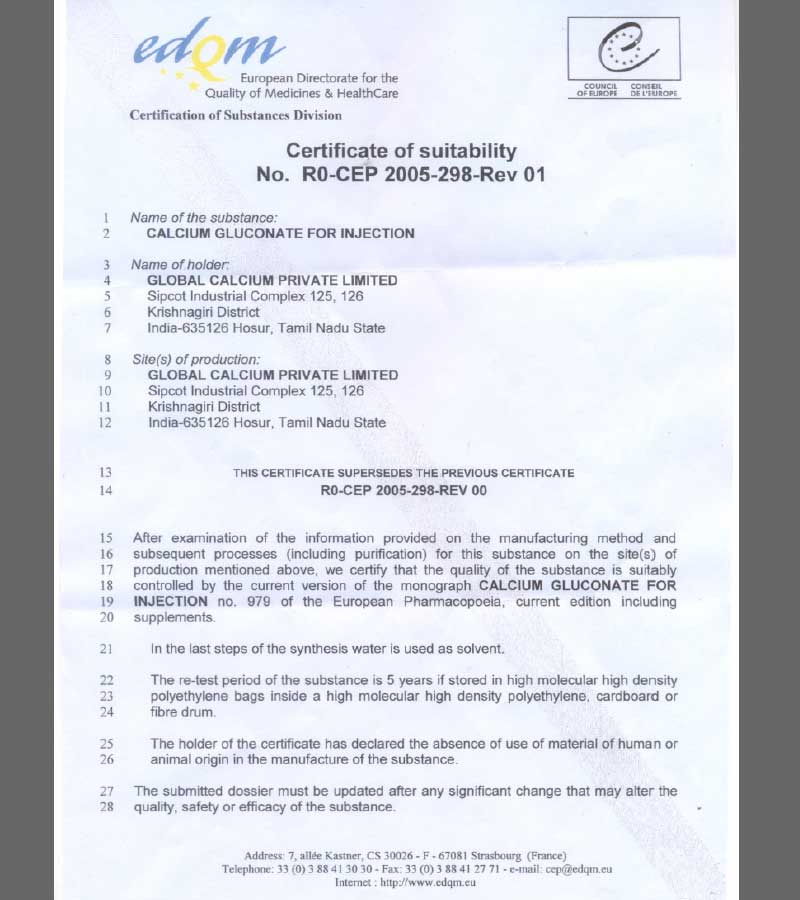 edQm
European Directorate for the
Quality of Medicines & HealthCare
COUNCIL CONSEIL
OF EUROPE DE L'EUROPE
Certification of Substances Division
Certificate of suitability
No. R0-CEP 2005-298-Rev 01
1 Name of the substance:
2 CALCIUM GLUCONATE FOR INJECTION
3 Name of holder:
4 GLOBAL CALCIUM PRIVATE LIMITED
5 Sipcot Industrial Complex 125, 126
6 Krishnagiri District
7 India-635126 Hosur, Tamil Nadu State
8 Site(s) of production:
9 GLOBAL CALCIUM PRIVATE LIMITED
10 Sipcot Industrial Complex 125, 126
11 Krishnagiri District
12 India-635126 Hosur, Tamil Nadu State
13 THIS CERTIFICATE SUPERSEDES THE PREVIOUS CERTIFICATE
14 R0-CEP 2005-298-REV 00
15 After examination of the information provided on the manufacturing method and
16 subsequent processes (including purification) for this substance on the site(s) of
17 production mentioned above, we certify that the quality of the substance is suitably
18 controlled by the current version of the monograph CALCIUM GLUCONATE FOR
19 INJECTION no. 979 of the European Pharmacopoeia, current edition including
20 supplements.
21 In the last steps of the synthesis water is used as solvent.
22 The re-test period of the substance is 5 years if stored in high molecular high density
23 polyethylene bags inside a high molecular high density polyethylene, cardboard or
24 fibre drum.
25 The holder of the certificate has declared the absence of use of material of human or
26 animal origin in the manufacture of the substance.
27 The submitted dossier must be updated after any significant change that may alter the
28 quality, safety or efficacy of the substance.
Address: 7, allée Kastner, CS 30026 - F - 67081 Strasbourg (France)
Telephone: 33 (0) 3 88 41 30 30 - Fax: 33 (0) 3 88 41 27 71 - e-mail: cep@edqm.eu
Internet : http://www.edqm.eu